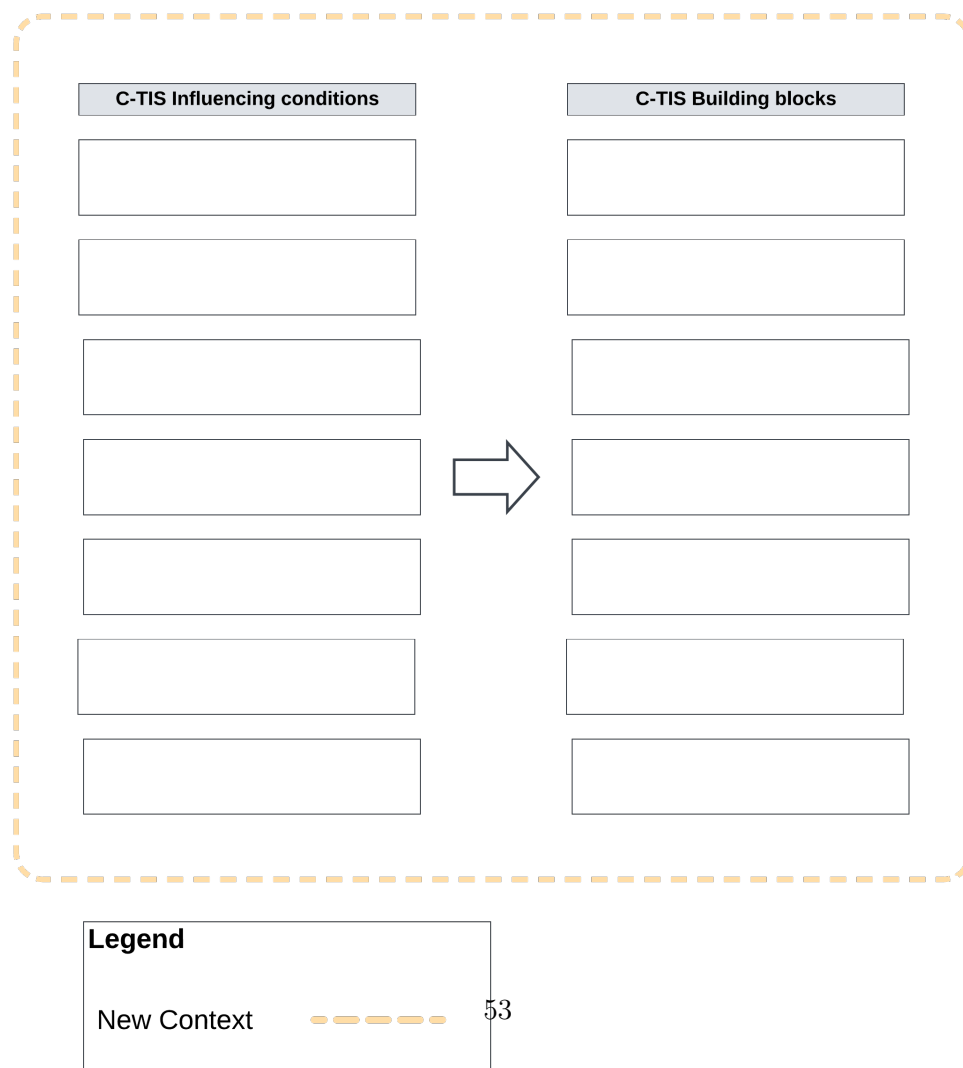 C-TIS Influencing conditions
C-TIS Building blocks
Legend
New Context
53